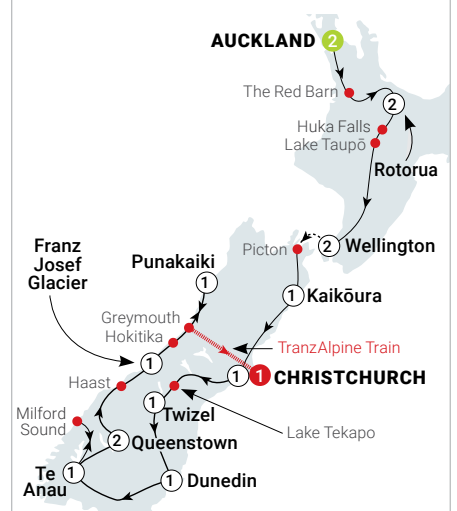 AUCKLAND 2
The Red Barn
2
Huka Falls
Lake Taupō
Rotorua
Picton
2 Wellington
Franz
Josef
Glacier
Punakaiki
1
1 Kaikōura
Greymouth
Hokitika
TranzAlpine Train
1
1 1 CHRISTCHURCH
Haast
1
Twizel
Lake Tekapo
Milford
Sound
2 Queenstown
Te
Anau
1
1 Dunedin